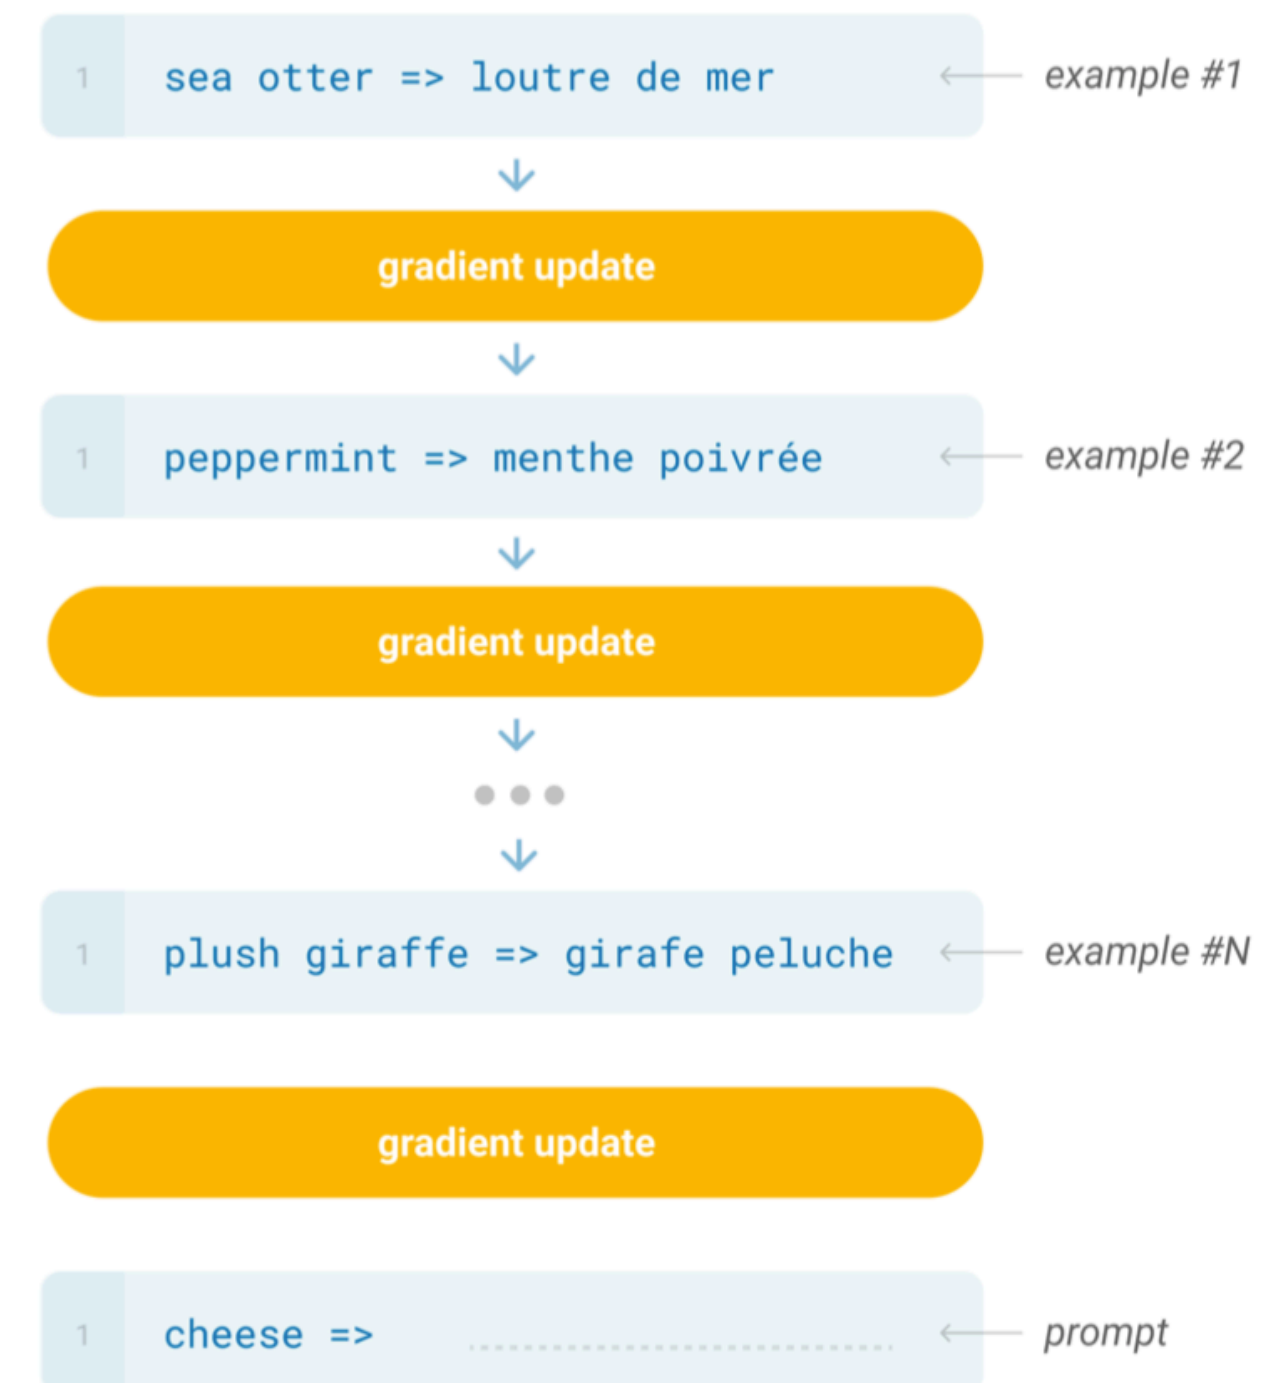 1 sea otter => loutre de mer ← example #1
gradient update
1 peppermint => menthe poivrée ← example #2
gradient update
1 plush giraffe => girafe peluche ← example #N
gradient update
1 cheese => ........................ ← prompt